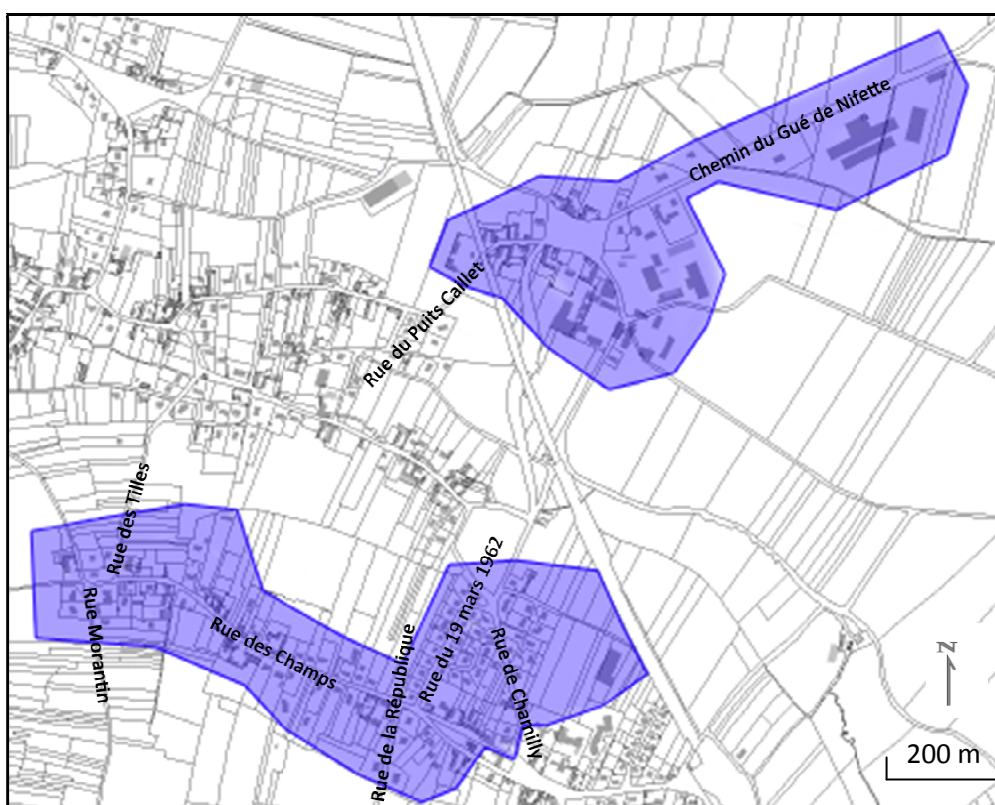 Chemin du Gué de Nifette
Rue du Puits Caillet
Rue des Tilles
Rue Morantin
Rue des Champs
Rue de la République
Rue du 19 mars 1962
Rue de Chamilly
N
200 m